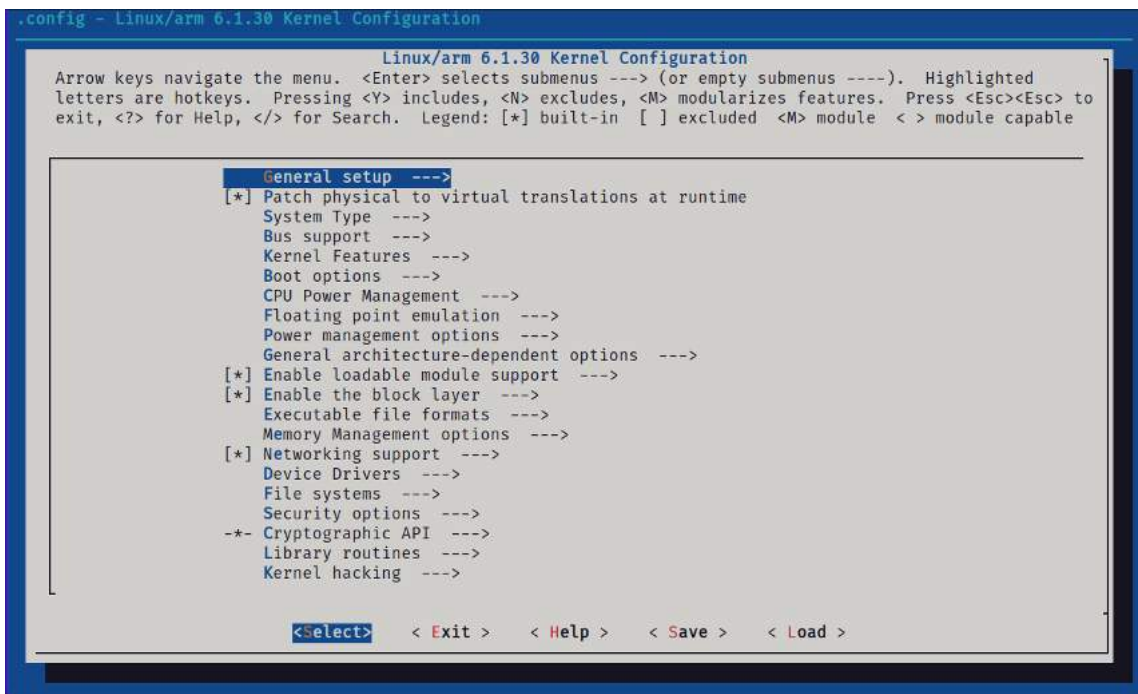 .config - Linux/arm 6.1.30 Kernel Configuration
Linux/arm 6.1.30 Kernel Configuration
Arrow keys navigate the menu.  <Enter> selects submenus ---> (or empty submenus ----).  Highlighted
letters are hotkeys.  Pressing <Y> includes, <N> excludes, <M> modularizes features.  Press <Esc><Esc> to
exit, <?> for Help, </> for Search.  Legend: [*] built-in  [ ] excluded  <M> module  < > module capable
General setup  --->
[*] Patch physical to virtual translations at runtime
System Type  --->
Bus support  --->
Kernel Features  --->
Boot options  --->
CPU Power Management  --->
Floating point emulation  --->
Power management options  --->
General architecture-dependent options  --->
[*] Enable loadable module support  --->
[*] Enable the block layer  --->
Executable file formats  --->
Memory Management options  --->
[*] Networking support  --->
Device Drivers  --->
File systems  --->
Security options  --->
-*- Cryptographic API  --->
Library routines  --->
Kernel hacking  --->
<Select>    < Exit >    < Help >    < Save >    < Load >